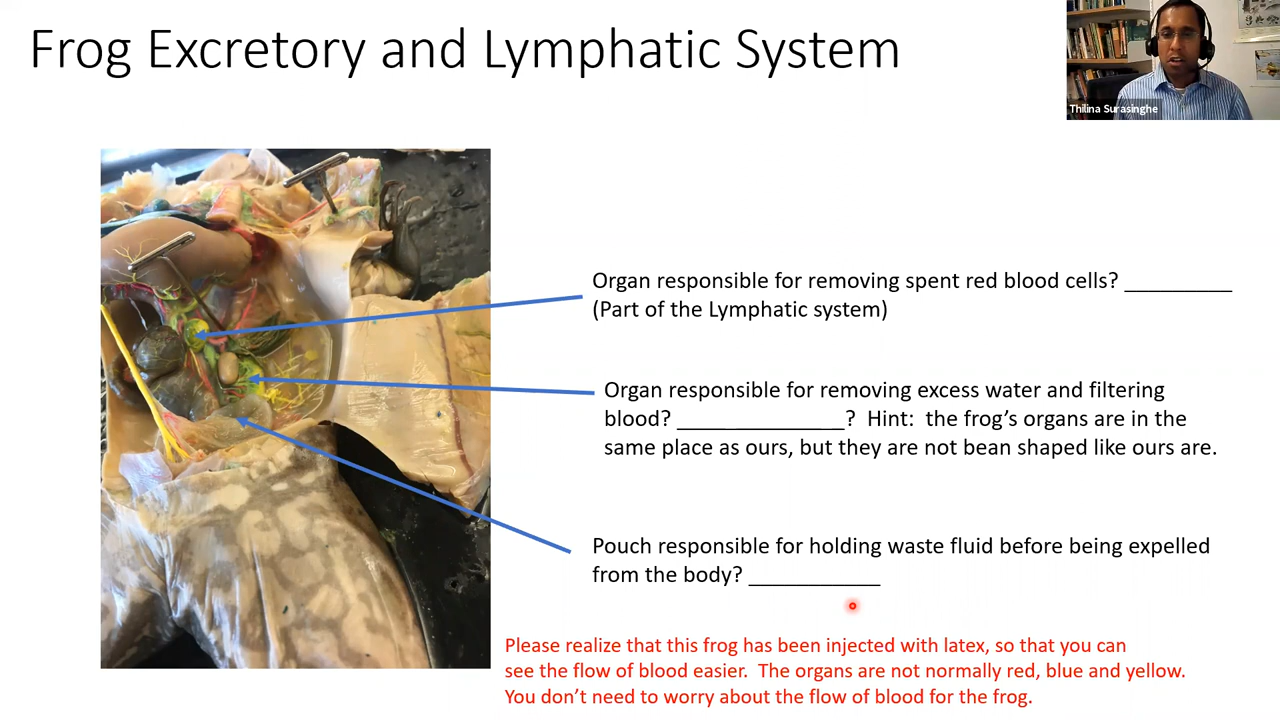 Frog Excretory and Lymphatic System
Thilina Surasinghe
Organ responsible for removing spent red blood cells? _________
(Part of the Lymphatic system)
Organ responsible for removing excess water and filtering
blood? ______________? Hint: the frog’s organs are in the
same place as ours, but they are not bean shaped like ours are.
Pouch responsible for holding waste fluid before being expelled
from the body? ___________
Please realize that this frog has been injected with latex, so that you can
see the flow of blood easier. The organs are not normally red, blue and yellow.
You don’t need to worry about the flow of blood for the frog.